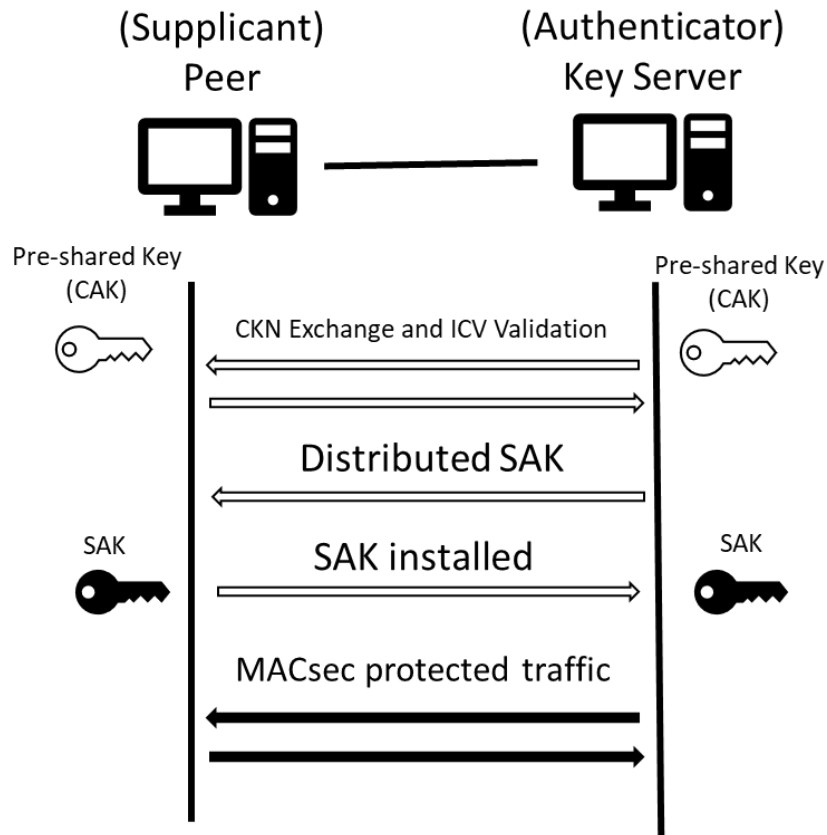 (Supplicant)
Peer
(Authenticator)
Key Server
Pre-shared Key
(CAK)
Pre-shared Key
(CAK)
CKN Exchange and ICV Validation
Distributed SAK
SAK installed
SAK
SAK
MACsec protected traffic